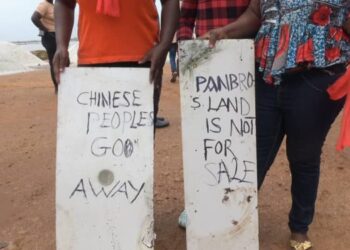 CHINESE
PEOPLES
GOO
AWAY
PANBRO
S LAND
IS NOT
FOR
SALE